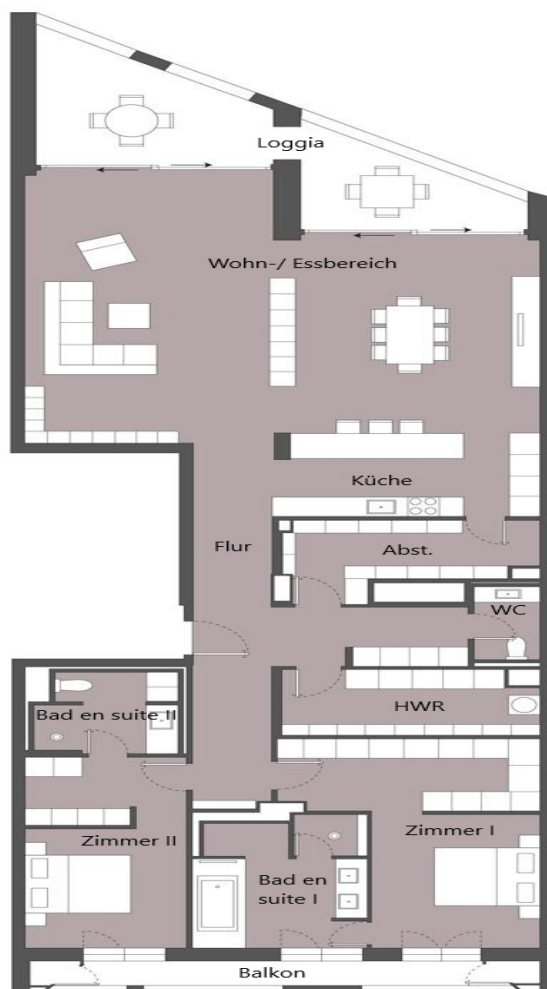 Loggia
Wohn-/ Essbereich
Küche
Flur
Abst.
WC
HWR
Bad en suite II
Zimmer II
Zimmer I
Bad en
suite I
Balkon